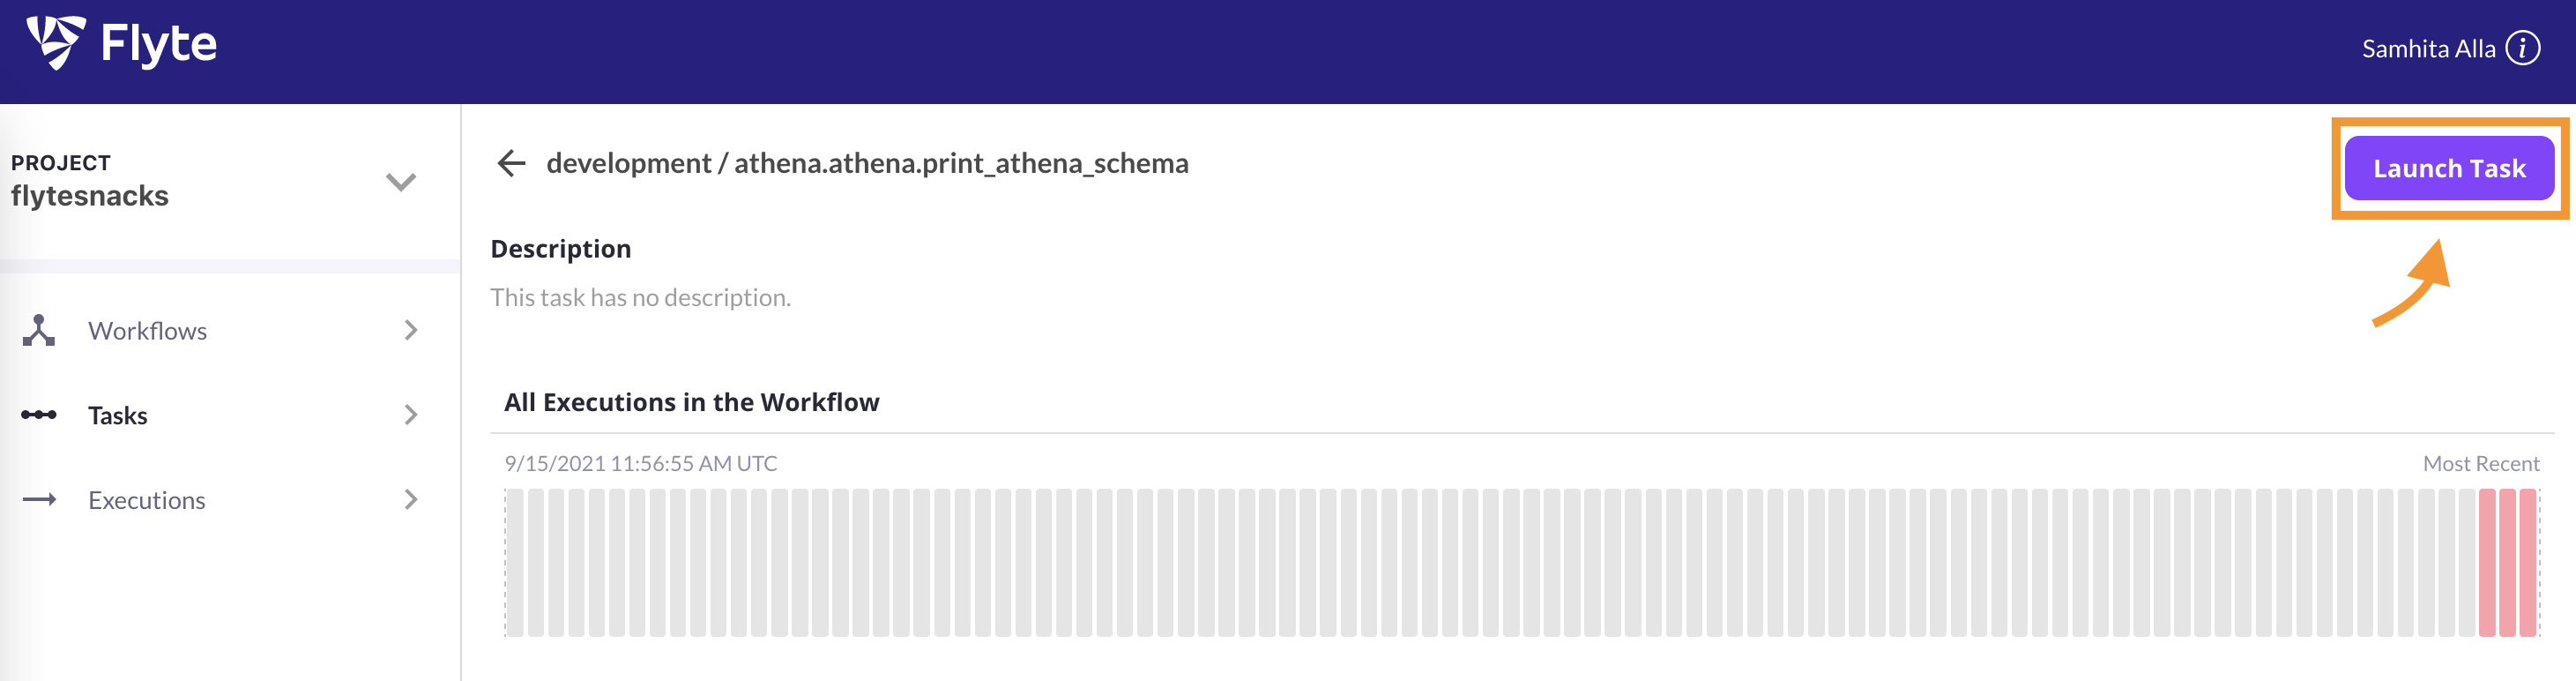 Flyte
Samhita Alla
PROJECT
flytesnacks
Workflows
Tasks
Executions
development / athena.athena.print_athena_schema
Launch Task
Description
This task has no description.
All Executions in the Workflow
9/15/2021 11:56:55 AM UTC
Most Recent